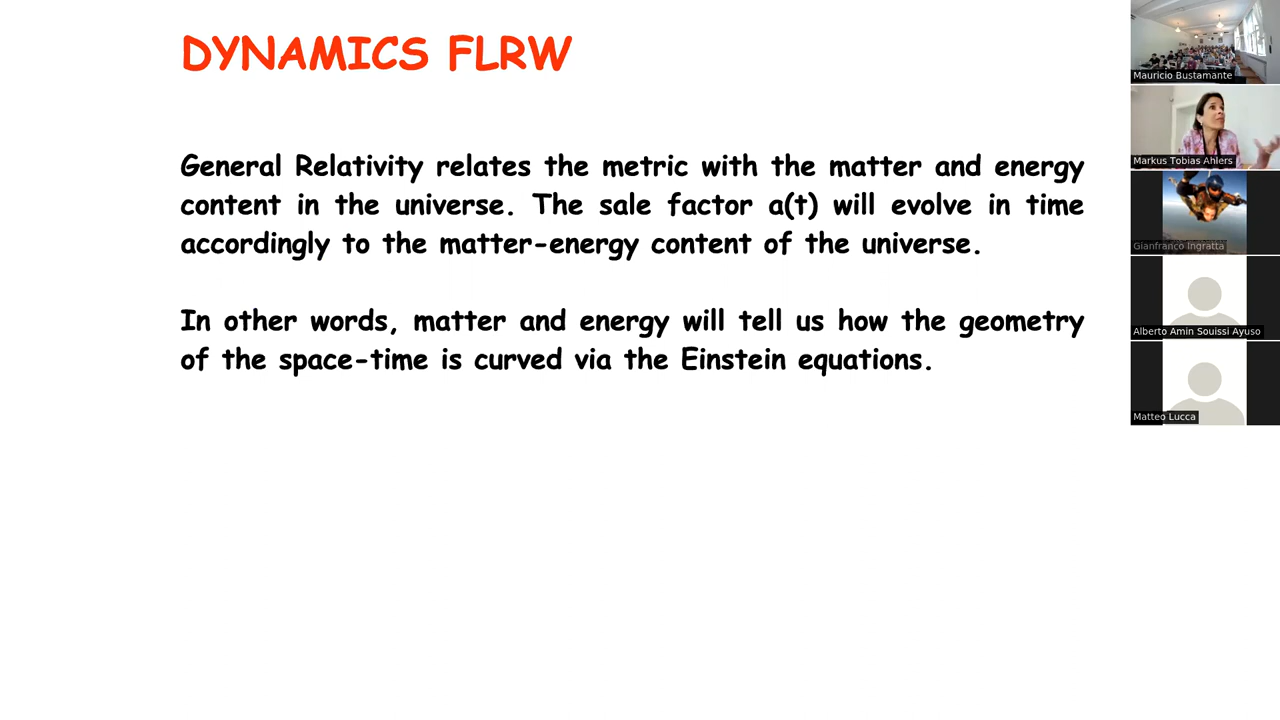 DYNAMICS FLRW
General Relativity relates the metric with the matter and energy
content in the universe. The sale factor a(t) will evolve in time
accordingly to the matter-energy content of the universe.
In other words, matter and energy will tell us how the geometry
of the space-time is curved via the Einstein equations.
Mauricio Bustamante
Markus Tobias Ahlers
Gianfranco Ingratta
Alberto Amin Souissi Ayuso
Matteo Lucca